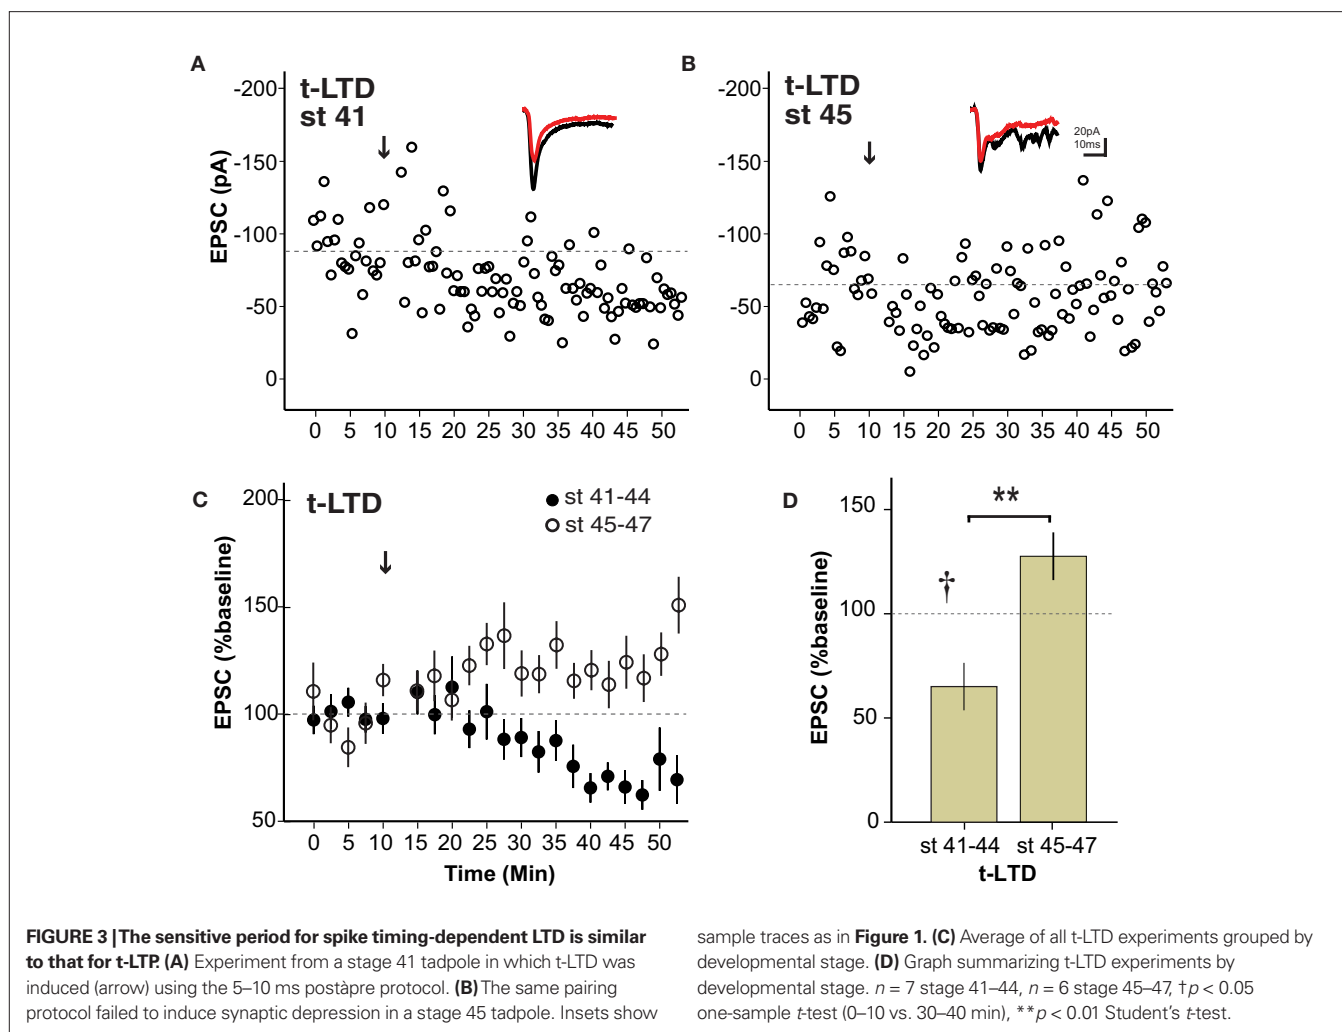 A
t-LTD
st 41
EPSC (pA)
-200
-150
-100
-50
0
0 5 10 15 20 25 30 35 40 45 50
B
t-LTD
st 45
20pA
10ms
-200
-150
-100
-50
0
0 5 10 15 20 25 30 35 40 45 50
C
t-LTD
st 41-44
st 45-47
EPSC (%baseline)
200
150
100
50
0 5 10 15 20 25 30 35 40 45 50
Time (Min)
D
**
†
EPSC (%baseline)
150
100
50
0
st 41-44 st 45-47
t-LTD
FIGURE 3 | The sensitive period for spike timing-dependent LTD is similar
to that for t-LTP. (A) Experiment from a stage 41 tadpole in which t-LTD was
induced (arrow) using the 5–10 ms postàpre protocol. (B) The same pairing
protocol failed to induce synaptic depression in a stage 45 tadpole. Insets show
sample traces as in Figure 1. (C) Average of all t-LTD experiments grouped by
developmental stage. (D) Graph summarizing t-LTD experiments by
developmental stage. n = 7 stage 41–44, n = 6 stage 45–47, †p < 0.05
one-sample t-test (0–10 vs. 30–40 min), **p < 0.01 Student's t-test.